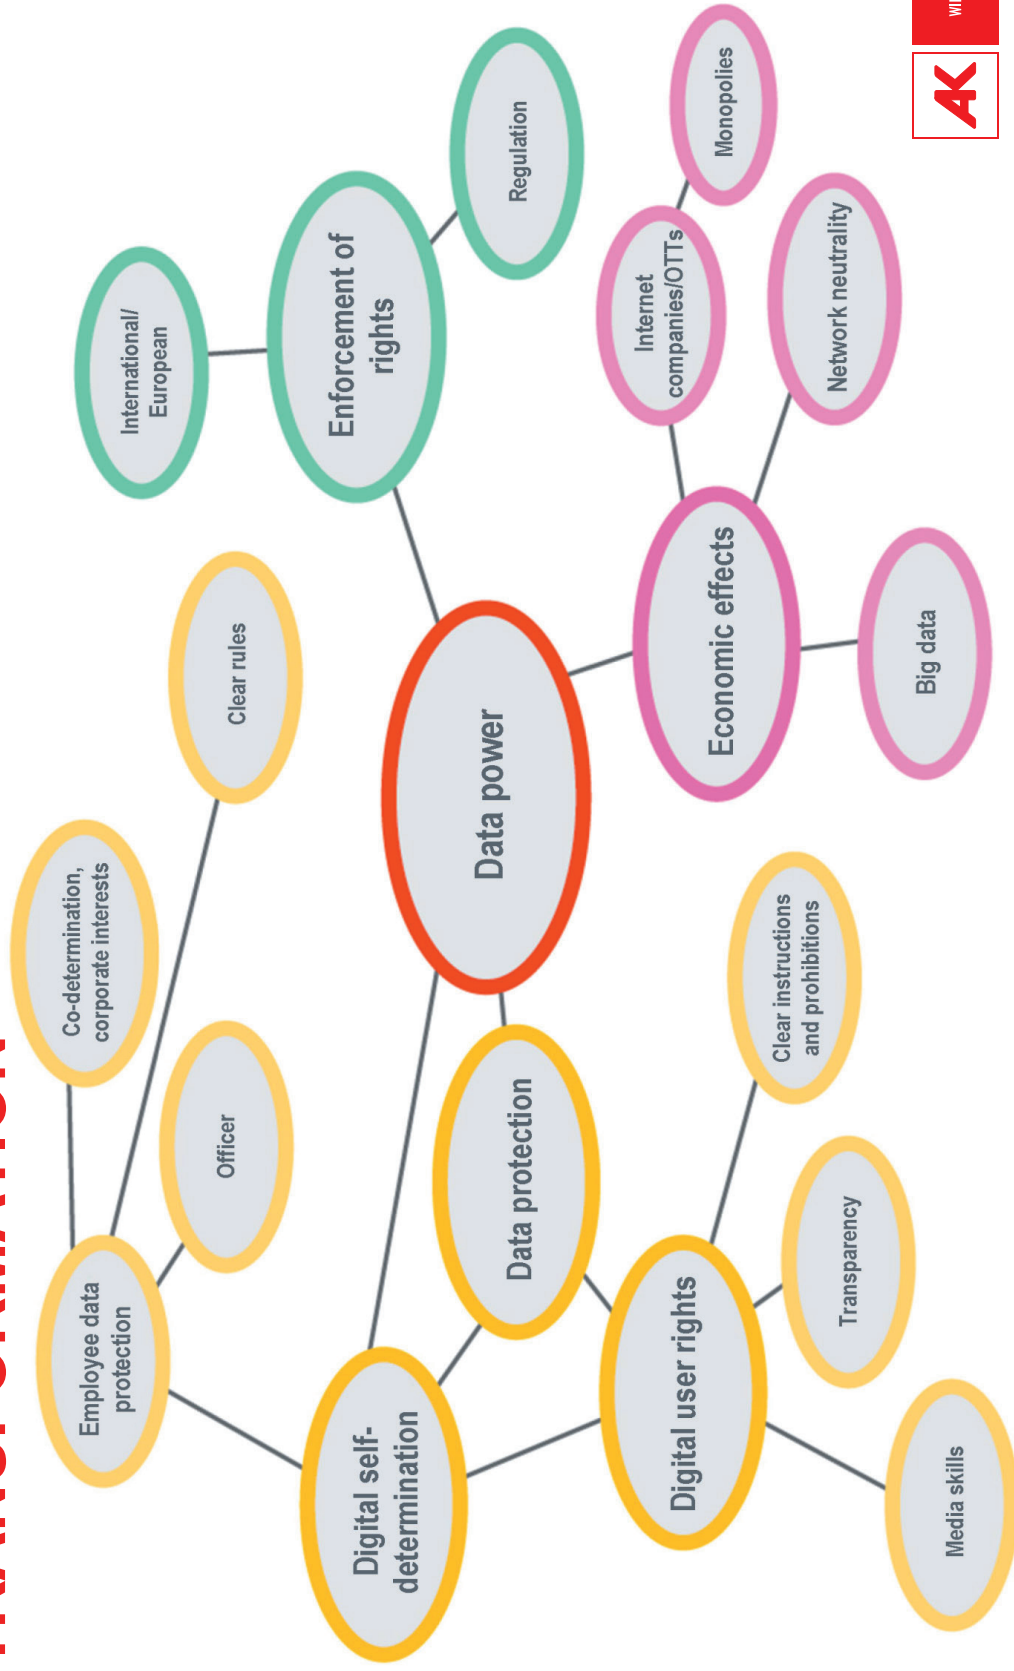 Co-determination,
corporate interests
Employee data
protection
Officer
Clear rules
International/
European
Enforcement of
rights
Regulation
Digital self-
determination
Data protection
Data power
Digital user rights
Economic effects
Internet
companies/OTTs
Monopolies
Network neutrality
Clear instructions
and prohibitions
Transparency
Media skills
Big data
AK